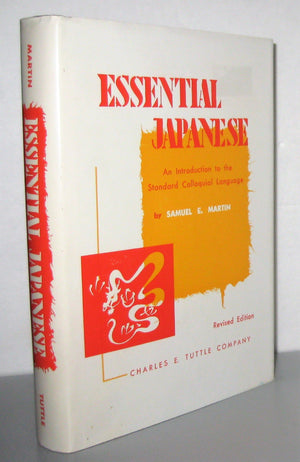 MARTIN
ESSENTIAL JAPANESE
TUTTLE
ESSENTIAL
JAPANESE
An Introduction to the
Standard Colloquial Language
by SAMUEL E. MARTIN
Revised Edition
CHARLES E. TUTTLE COMPANY